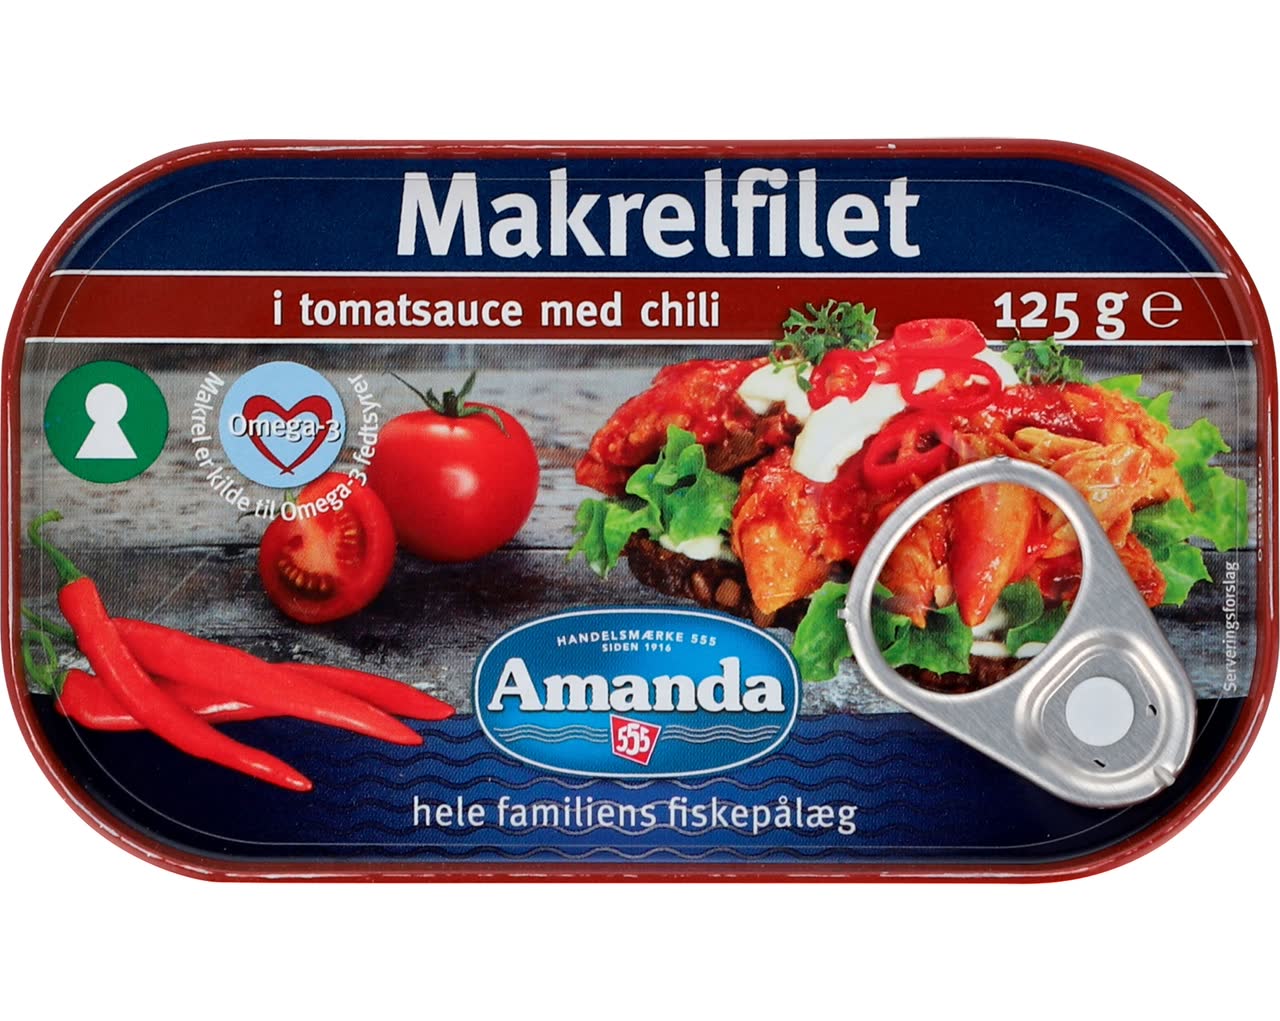 Makrelfilet
i tomatsauce med chili
125 g ℮
Omega-3
Makrel er kilde til Omega-3 fedtsyrer
HANDELSMÆRKE 555
SIDEN 1916
Amanda
555
hele familiens fiskepålæg
Serveringsforslag